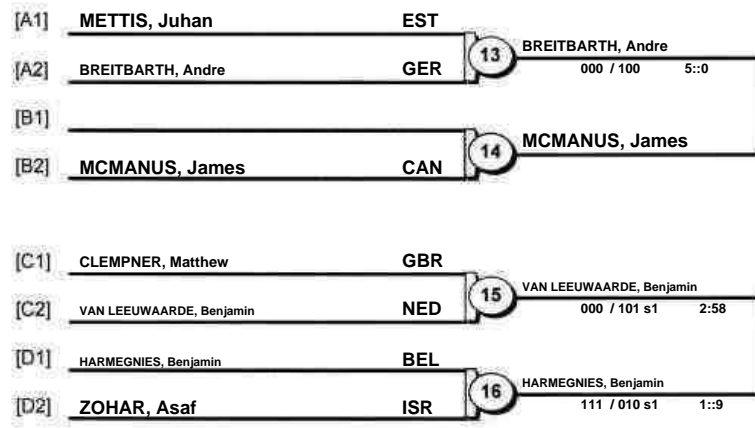 [A1] METTIS, Juhan EST
13 BREITBARTH, Andre
[A2] BREITBARTH, Andre GER
000 / 100 5::0
[B1]
14 MCMANUS, James
[B2] MCMANUS, James CAN
[C1] CLEMPNER, Matthew GBR
15 VAN LEEUWAARDE, Benjamin
[C2] VAN LEEUWAARDE, Benjamin NED
000 / 101 s1 2:58
[D1] HARMEGNIES, Benjamin BEL
16 HARMEGNIES, Benjamin
[D2] ZOHAR, Asaf ISR
111 / 010 s1 1::9